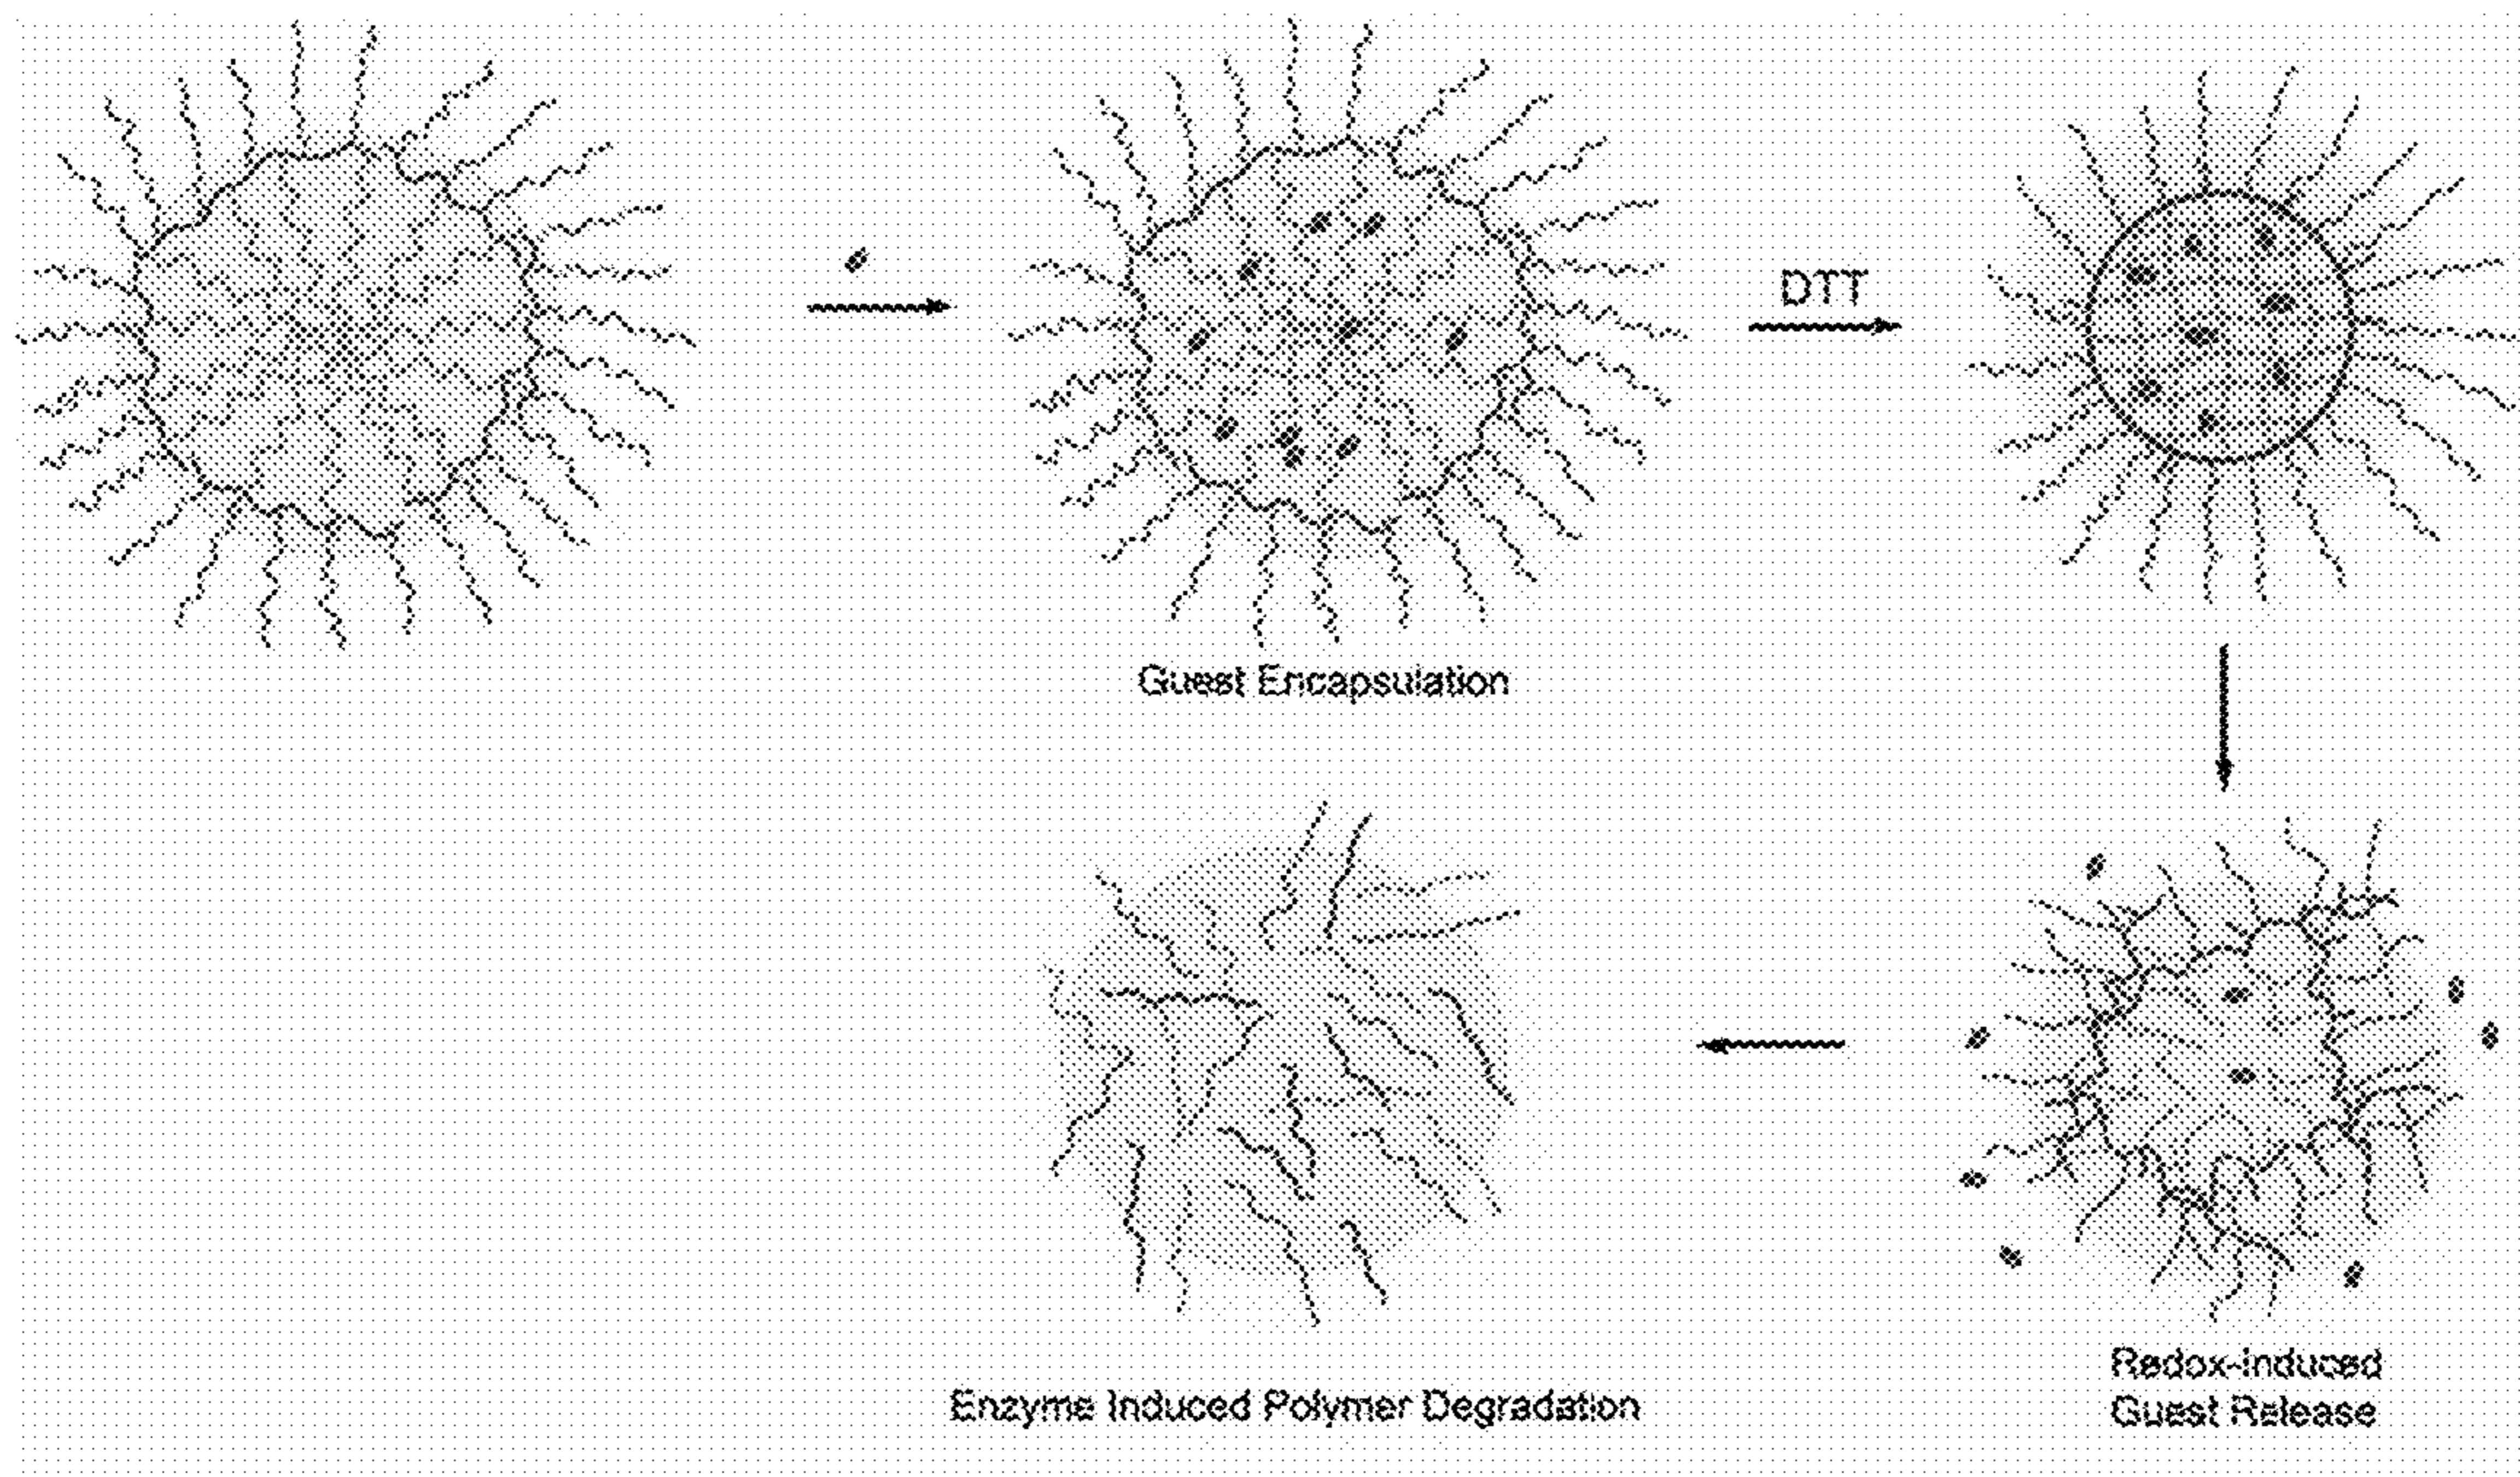 DTT
Guest Encapsulation
Redox-Induced
Guest Release
Enzyme Induced Polymer Degradation